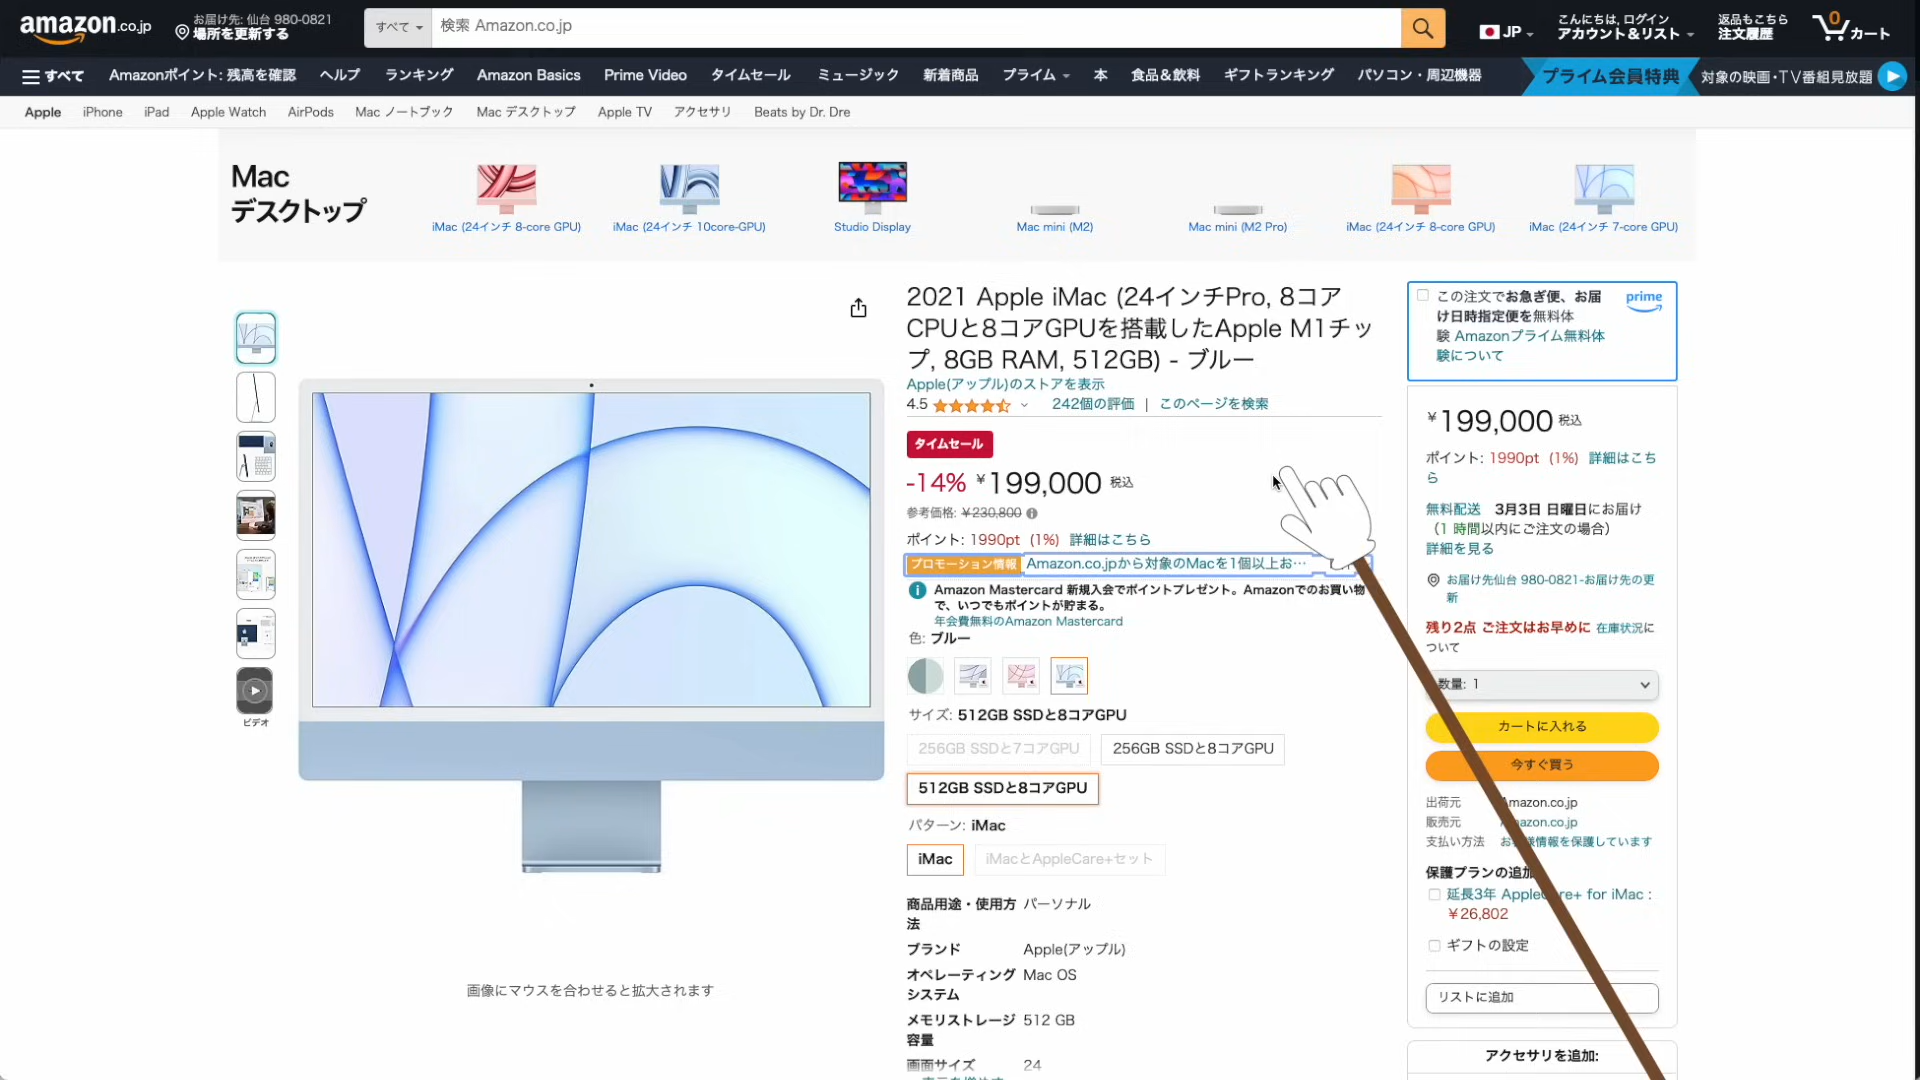 amazon.co.jp
お届け先: 仙台 980-0821
場所を更新する
すべて
検索 Amazon.co.jp
JP
こんにちは, ログイン
アカウント&リスト
返品もこちら
注文履歴
0
カート
すべて
Amazonポイント: 残高を確認
ヘルプ
ランキング
Amazon Basics
Prime Video
タイムセール
ミュージック
新着商品
プライム
本
食品&飲料
ギフトランキング
パソコン・周辺機器
プライム会員特典
対象の映画・TV番組見放題
Apple
iPhone
iPad
Apple Watch
AirPods
Mac ノートブック
Mac デスクトップ
Apple TV
アクセサリ
Beats by Dr. Dre
Mac
デスクトップ
iMac (24インチ 8-core GPU)
iMac (24インチ 10core-GPU)
Studio Display
Mac mini (M2)
Mac mini (M2 Pro)
iMac (24インチ 8-core GPU)
iMac (24インチ 7-core GPU)
ビデオ
画像にマウスを合わせると拡大されます
2021 Apple iMac (24インチPro, 8コア
CPUと8コアGPUを搭載したApple M1チッ
プ, 8GB RAM, 512GB) - ブルー
Apple(アップル)のストアを表示
4.5
242個の評価 | このページを検索
タイムセール
-14% ¥199,000 税込
参考価格: ¥230,800
ポイント: 1990pt (1%) 詳細はこちら
プロモーション情報 Amazon.co.jpから対象のMacを1個以上お…
Amazon Mastercard 新規入会でポイントプレゼント。Amazonでのお買い物
で、いつでもポイントが貯まる。
年会費無料のAmazon Mastercard
色: ブルー
サイズ: 512GB SSDと8コアGPU
256GB SSDと7コアGPU
256GB SSDと8コアGPU
512GB SSDと8コアGPU
パターン: iMac
iMac
iMacとAppleCare+セット
商品用途・使用方 パーソナル
法
ブランド Apple(アップル)
オペレーティング Mac OS
システム
メモリストレージ 512 GB
容量
画面サイズ 24
この注文でお急ぎ便、お届
け日時指定便を無料体
験 Amazonプライム無料体
験について
prime
¥199,000 税込
ポイント: 1990pt (1%) 詳細はこち
ら
無料配送 3月3日 日曜日にお届け
（1 時間以内にご注文の場合）
詳細を見る
お届け先仙台 980-0821-お届け先の更
新
残り2点 ご注文はお早めに 在庫状況に
ついて
数量: 1
カートに入れる
今すぐ買う
出荷元 Amazon.co.jp
販売元 Amazon.co.jp
支払い方法 お客様情報を保護しています
保護プランの追加
延長3年 AppleCare+ for iMac :
￥26,802
ギフトの設定
リストに追加
アクセサリを追加: